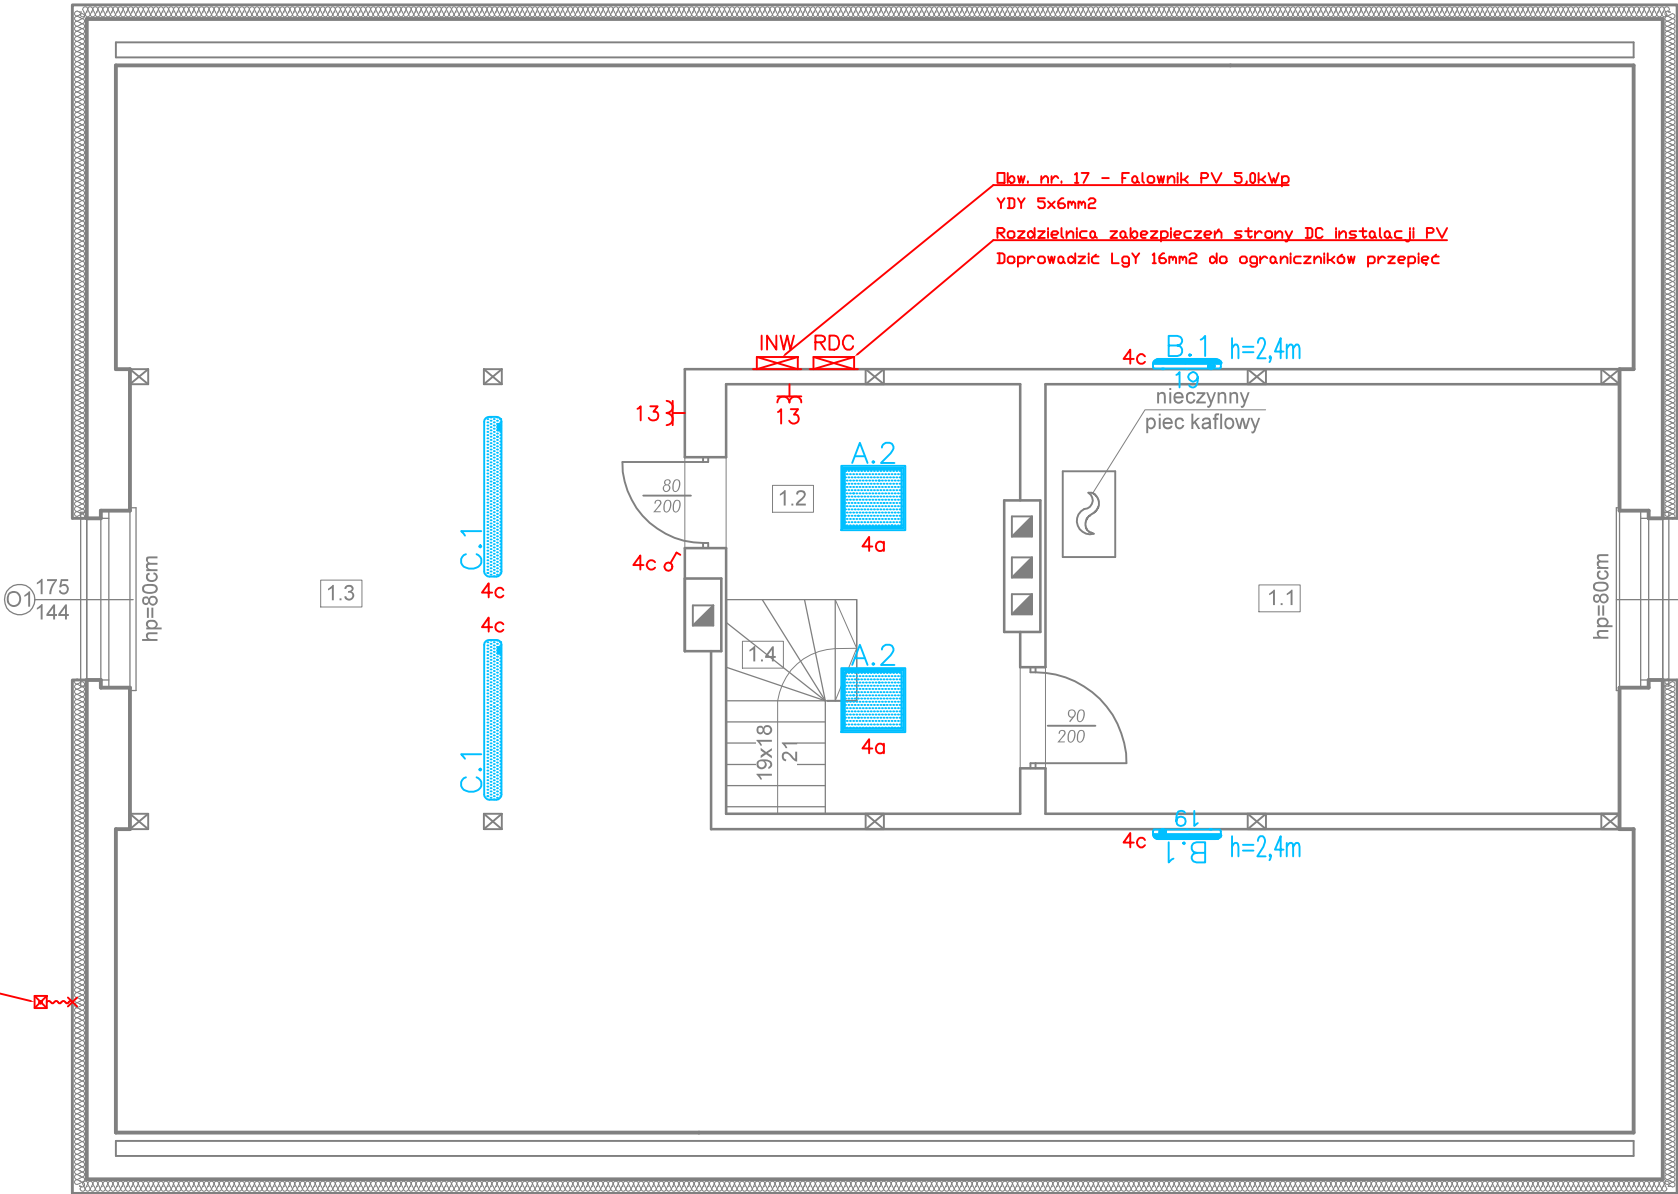 Obw. nr. 17 - Falownik PV 5,0kWp
YDY 5x6mm2
Rozdzielnica zabezpieczeń strony DC instalacji PV
Doprowadzić LgY 16mm2 do ograniczników przepięć
INW RDC
4c B.1 h=2,4m
19
nieczynny
piec kaflowy
13
13
A.2
80
200
1.2
4a
C.1
4c
4c
O1 175
144
hp=80cm
1.3
4c
1.1
hp=80cm
1.4
A.2
4a
90
200
19x18
21
C.1
19
4c B.1 h=2,4m